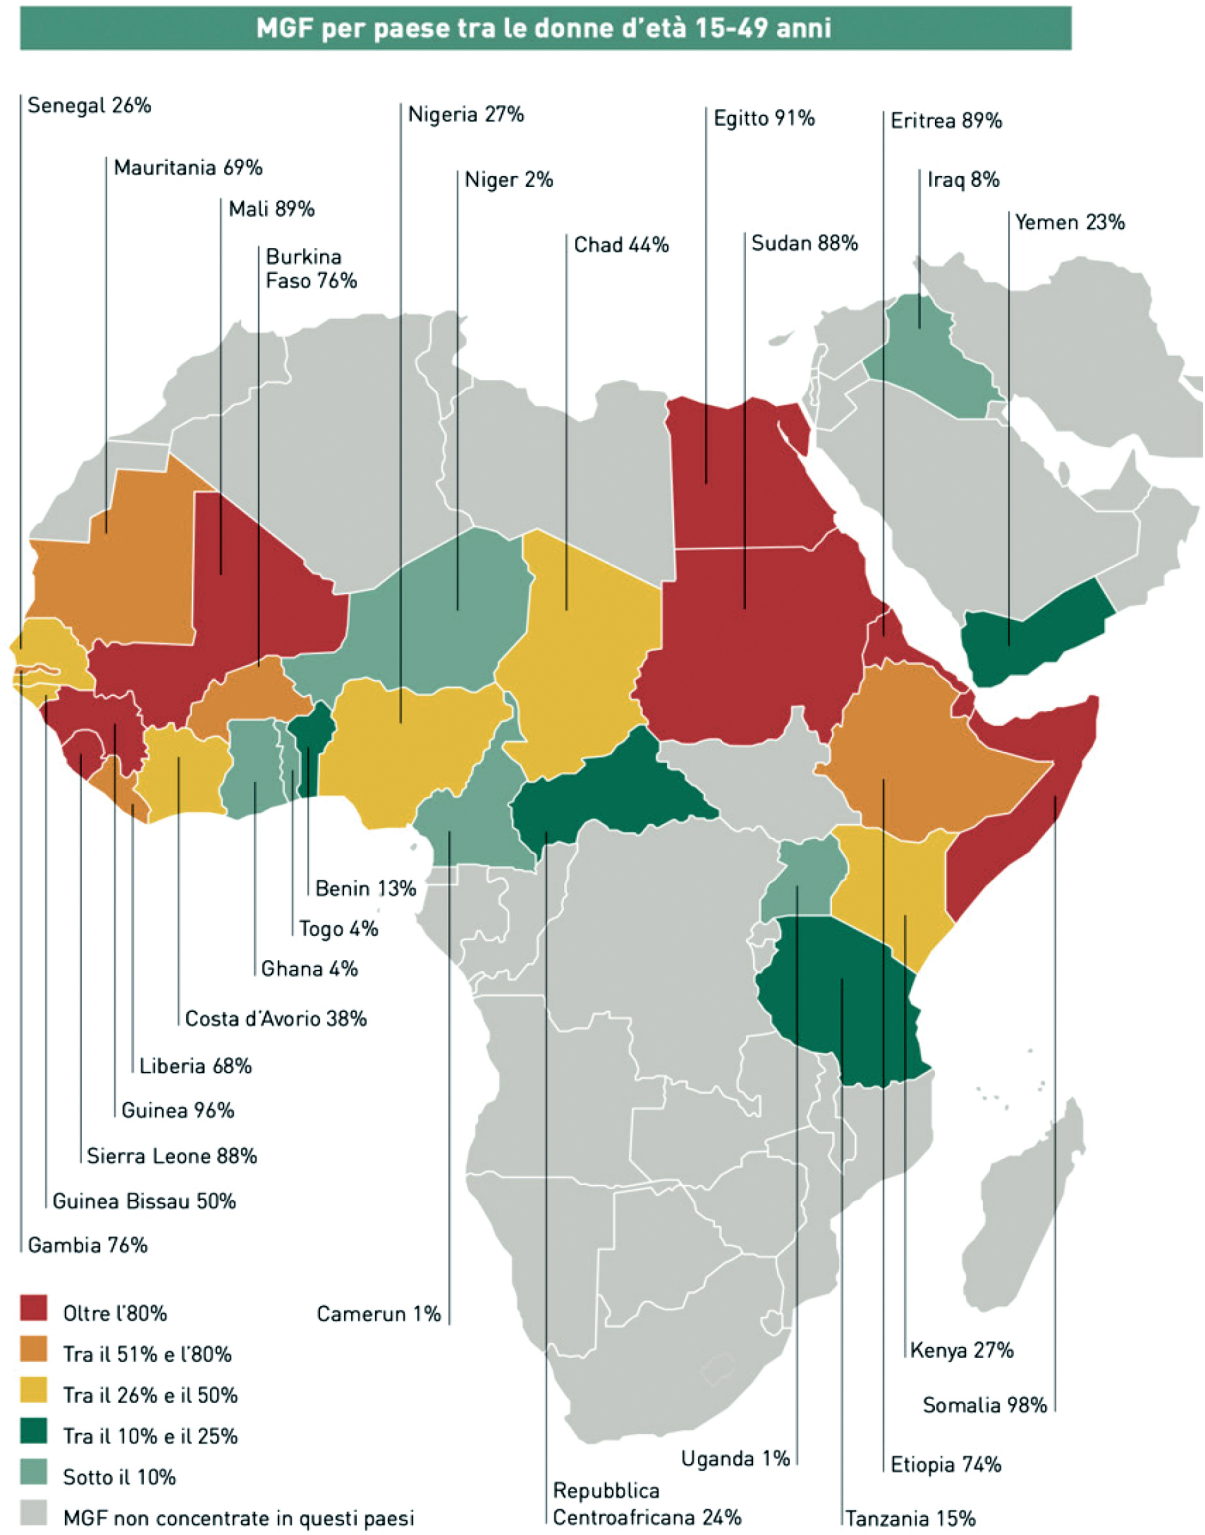 MGF per paese tra le donne d'età 15-49 anni
Senegal 26%
Mauritania 69%
Mali 89%
Burkina
Faso 76%
Nigeria 27%
Niger 2%
Chad 44%
Egitto 91%
Sudan 88%
Eritrea 89%
Iraq 8%
Yemen 23%
Benin 13%
Togo 4%
Ghana 4%
Costa d'Avorio 38%
Liberia 68%
Guinea 96%
Sierra Leone 88%
Guinea Bissau 50%
Gambia 76%
Camerun 1%
Kenya 27%
Somalia 98%
Uganda 1%
Etiopia 74%
Repubblica
Centroafricana 24%
Tanzania 15%
Oltre l'80%
Tra il 51% e l'80%
Tra il 26% e il 50%
Tra il 10% e il 25%
Sotto il 10%
MGF non concentrate in questi paesi